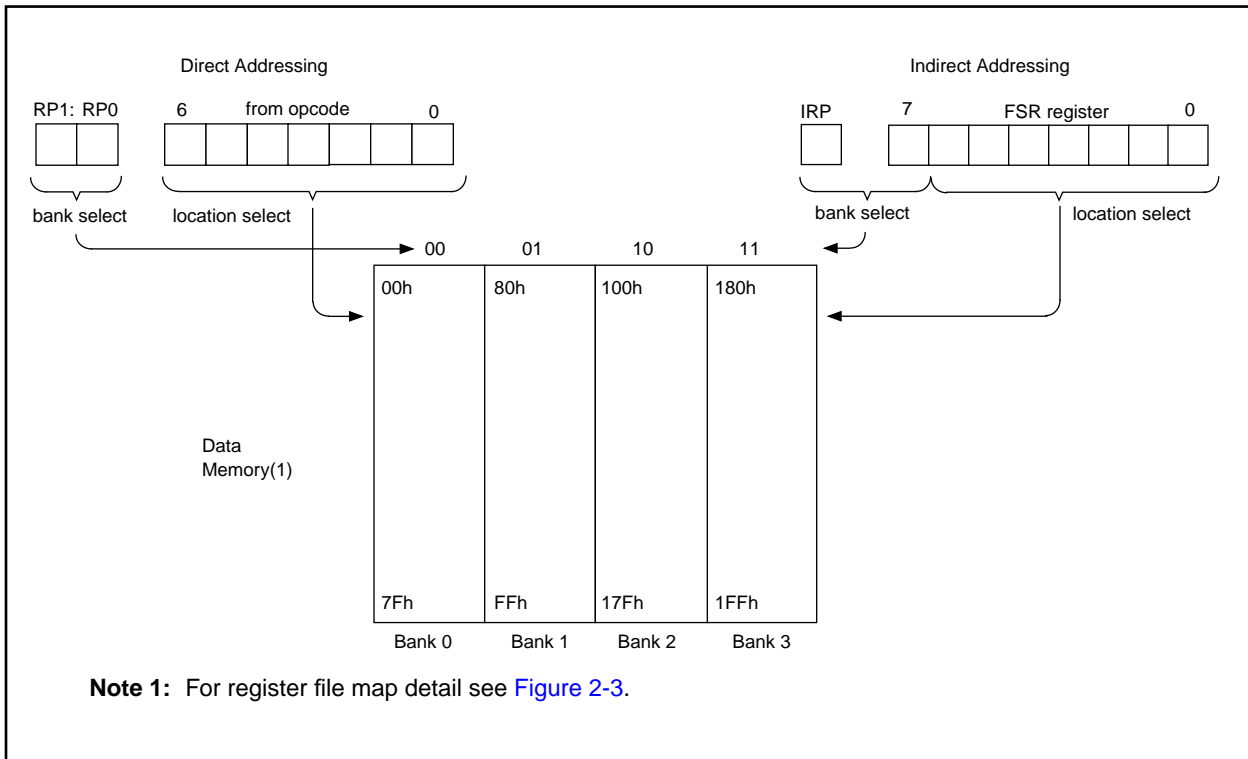 Direct Addressing
Indirect Addressing
RP1: RP0
6
from opcode
0
IRP
7
FSR register
0
bank select
location select
bank select
location select
00
01
10
11
00h
80h
100h
180h
Data
Memory(1)
7Fh
FFh
17Fh
1FFh
Bank 0
Bank 1
Bank 2
Bank 3
Note 1: For register file map detail see Figure 2-3.